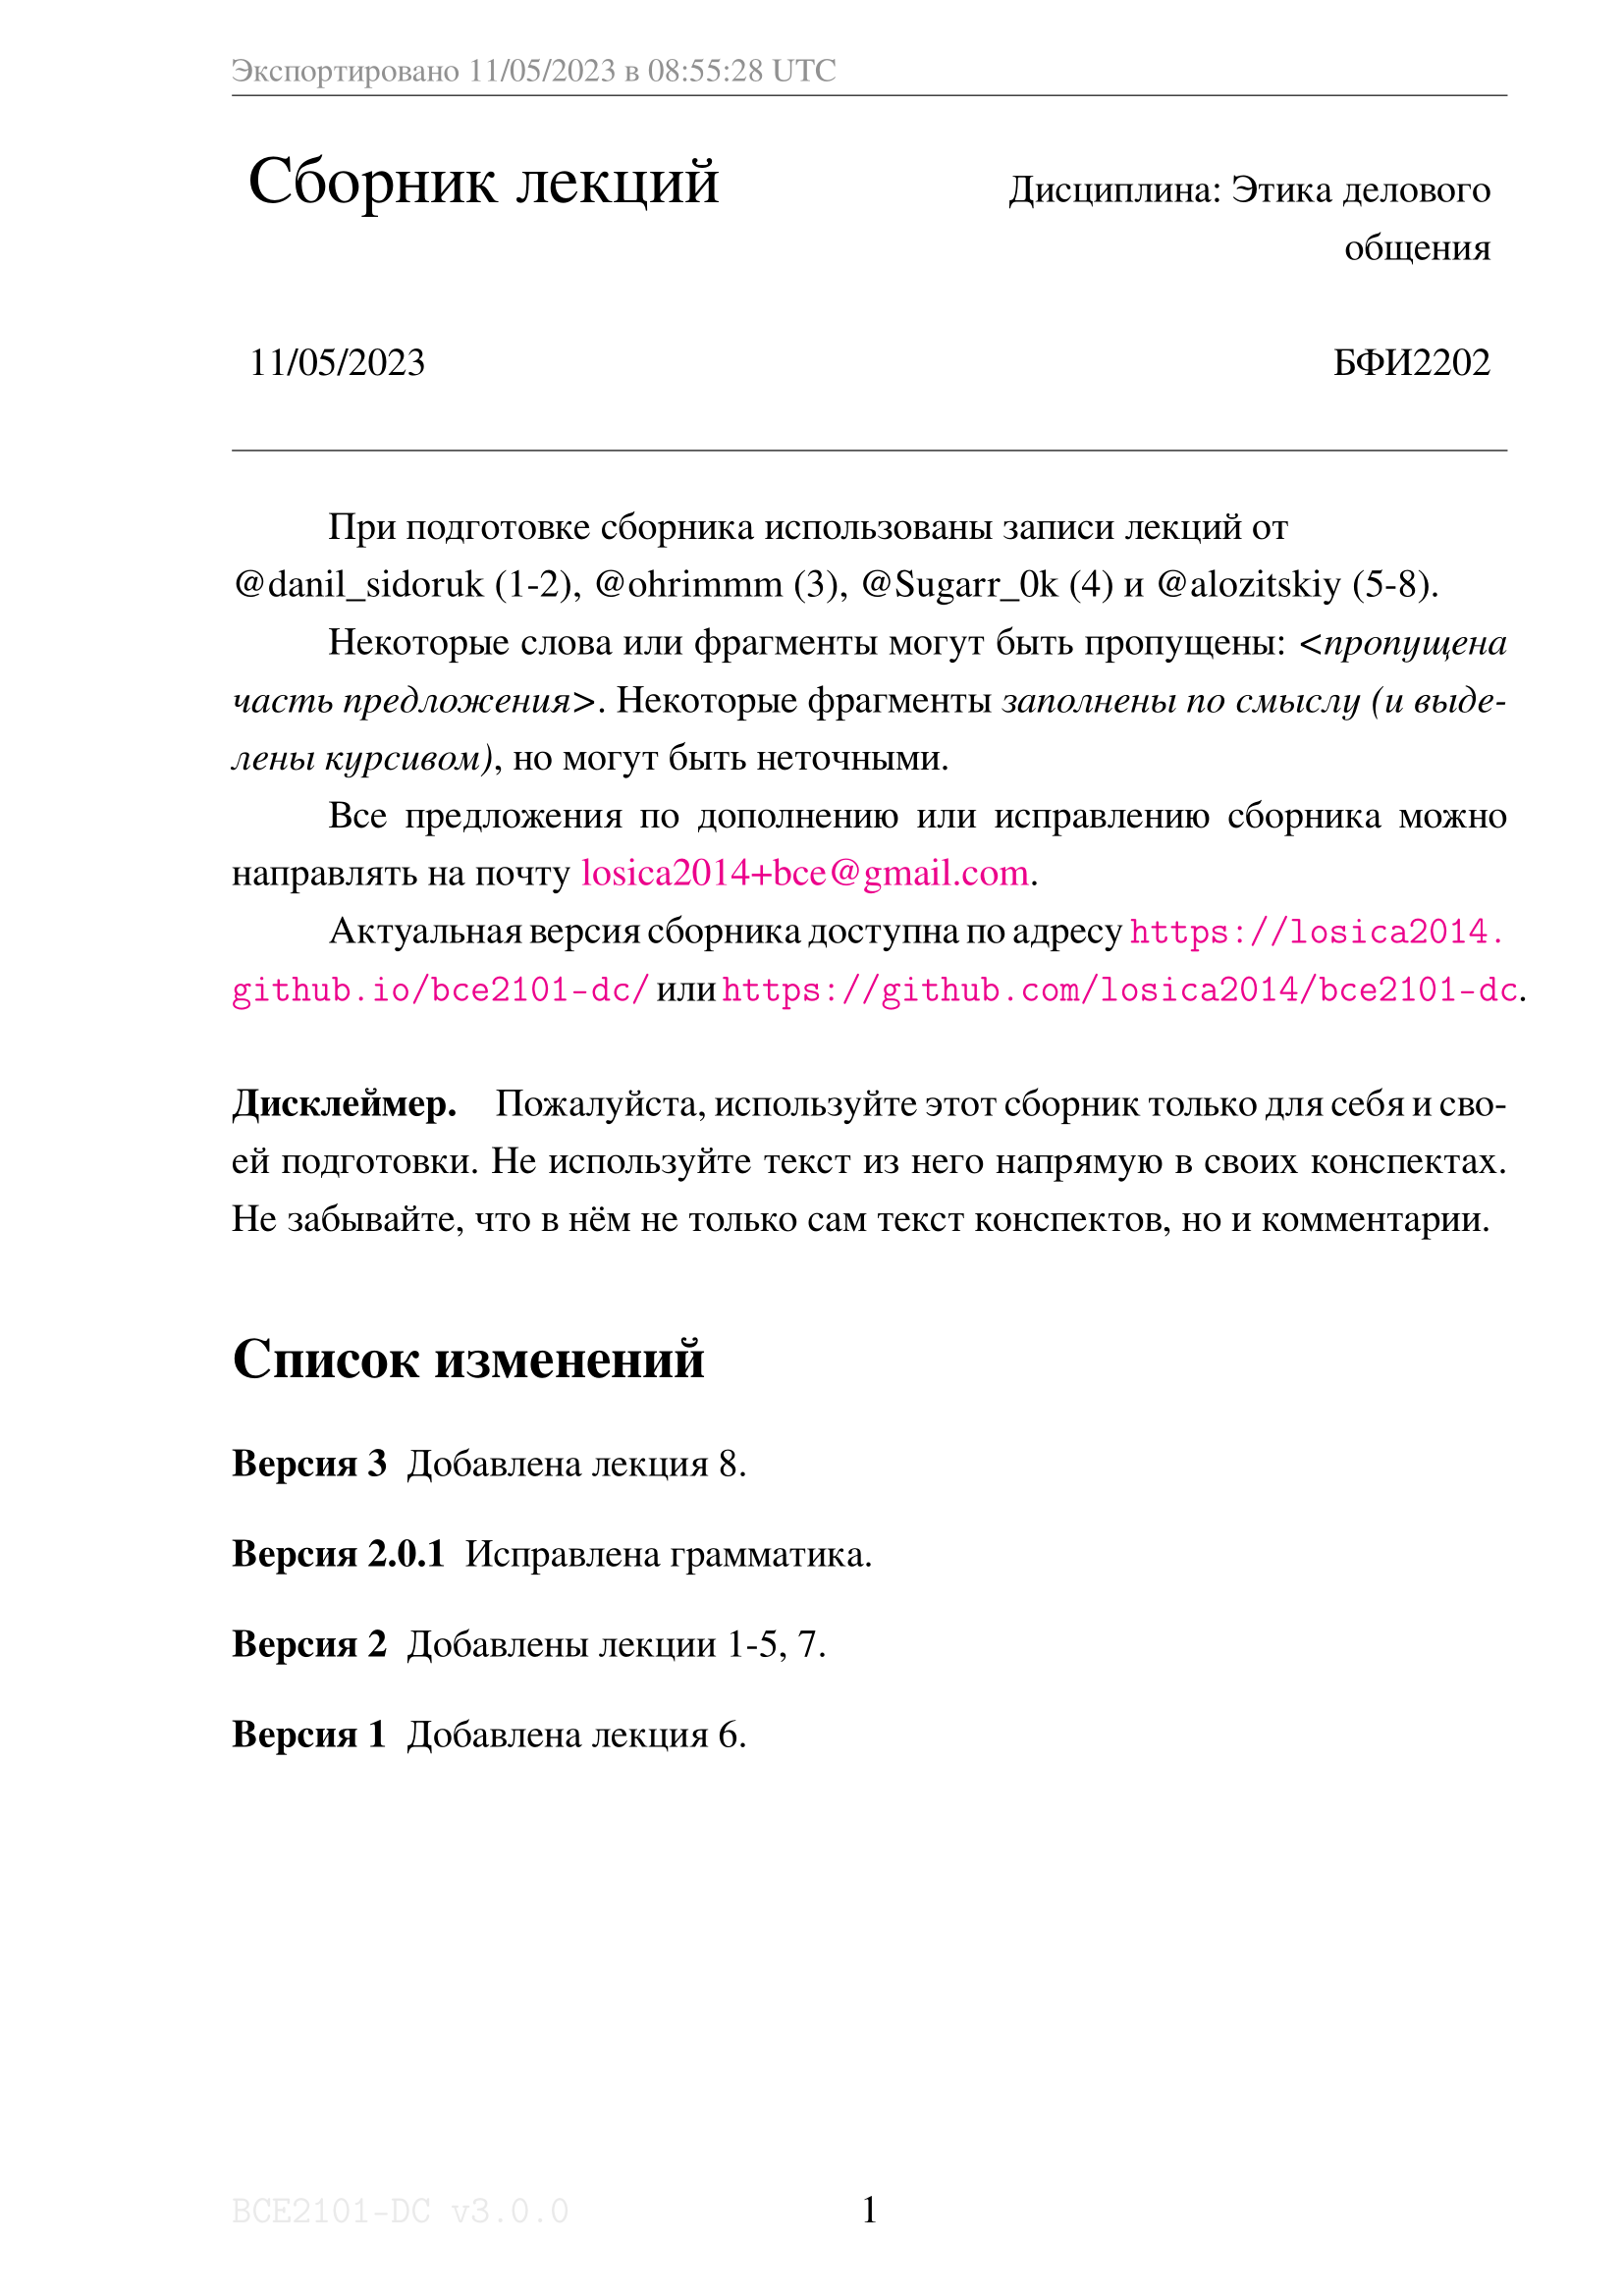 Экспортировано 11/05/2023 в 08:55:28 UTC
Сборник лекций
Дисциплина: Этика делового
общения
11/05/2023
БФИ2202
При подготовке сборника использованы записи лекций от
@danil_sidoruk (1-2), @ohrimmm (3), @Sugarr_0k (4) и @alozitskiy (5-8).
Некоторые слова или фрагменты могут быть пропущены: <пропущена
часть предложения>. Некоторые фрагменты заполнены по смыслу (и выде-
лены курсивом), но могут быть неточными.
Все предложения по дополнению или исправлению сборника можно
направлять на почту losica2014+bce@gmail.com.
Актуальная версия сборника доступна по адресу https://losica2014.
github.io/bce2101-dc/ или https://github.com/losica2014/bce2101-dc.
Дисклеймер. Пожалуйста, используйте этот сборник только для себя и сво-
ей подготовки. Не используйте текст из него напрямую в своих конспектах.
Не забывайте, что в нём не только сам текст конспектов, но и комментарии.
Список изменений
Версия 3 Добавлена лекция 8.
Версия 2.0.1 Исправлена грамматика.
Версия 2 Добавлены лекции 1-5, 7.
Версия 1 Добавлена лекция 6.
BCE2101-DC v3.0.0
1